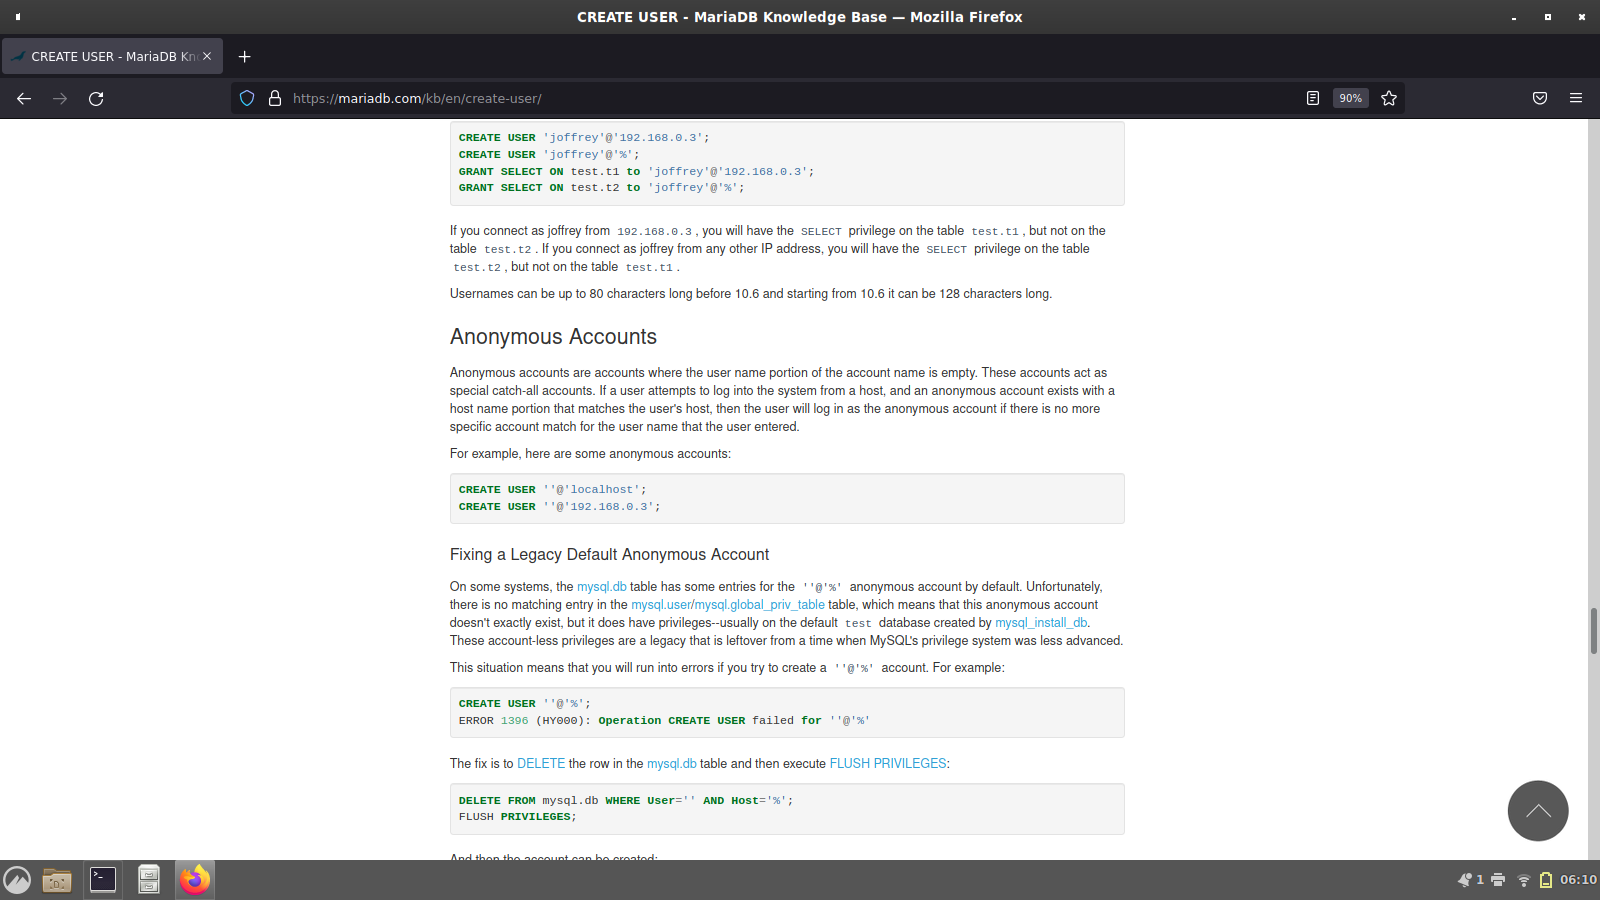 CREATE USER - MariaDB Knowledge Base — Mozilla Firefox
CREATE USER - MariaDB Kn
https://mariadb.com/kb/en/create-user/
90%
CREATE USER 'joffrey'@'192.168.0.3';
CREATE USER 'joffrey'@'%';
GRANT SELECT ON test.t1 to 'joffrey'@'192.168.0.3';
GRANT SELECT ON test.t2 to 'joffrey'@'%';
If you connect as joffrey from 192.168.0.3, you will have the SELECT privilege on the table test.t1, but not on the
table test.t2. If you connect as joffrey from any other IP address, you will have the SELECT privilege on the table
test.t2, but not on the table test.t1.
Usernames can be up to 80 characters long before 10.6 and starting from 10.6 it can be 128 characters long.
Anonymous Accounts
Anonymous accounts are accounts where the user name portion of the account name is empty. These accounts act as
special catch-all accounts. If a user attempts to log into the system from a host, and an anonymous account exists with a
host name portion that matches the user's host, then the user will log in as the anonymous account if there is no more
specific account match for the user name that the user entered.
For example, here are some anonymous accounts:
CREATE USER ''@'localhost';
CREATE USER ''@'192.168.0.3';
Fixing a Legacy Default Anonymous Account
On some systems, the mysql.db table has some entries for the ''@'%' anonymous account by default. Unfortunately,
there is no matching entry in the mysql.user/mysql.global_priv_table table, which means that this anonymous account
doesn't exactly exist, but it does have privileges--usually on the default test database created by mysql_install_db.
These account-less privileges are a legacy that is leftover from a time when MySQL's privilege system was less advanced.
This situation means that you will run into errors if you try to create a ''@'%' account. For example:
CREATE USER ''@'%';
ERROR 1396 (HY000): Operation CREATE USER failed for ''@'%'
The fix is to DELETE the row in the mysql.db table and then execute FLUSH PRIVILEGES:
DELETE FROM mysql.db WHERE User='' AND Host='%';
FLUSH PRIVILEGES;
And then the account can be created:
1
06:10